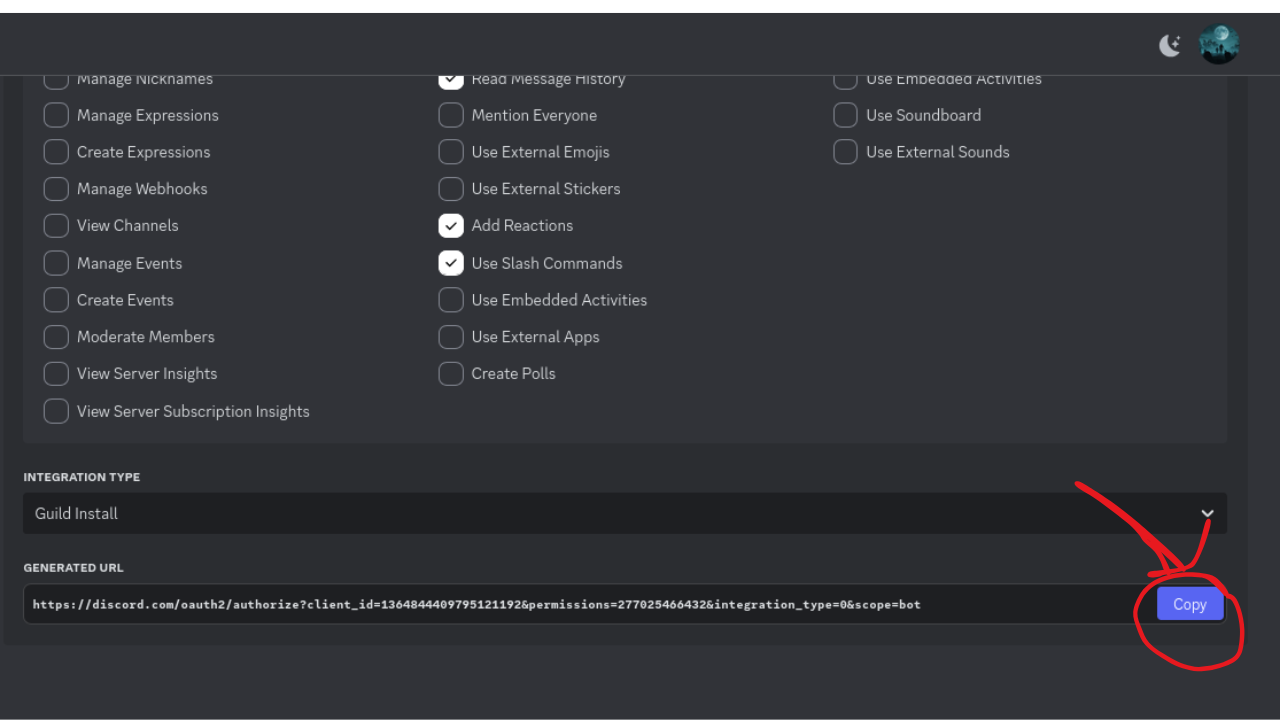 Manage Nicknames
Read Message History
Use Embedded Activities
Manage Expressions
Mention Everyone
Use Soundboard
Create Expressions
Use External Emojis
Use External Sounds
Manage Webhooks
Use External Stickers
View Channels
Add Reactions
Manage Events
Use Slash Commands
Create Events
Use Embedded Activities
Moderate Members
Use External Apps
View Server Insights
Create Polls
View Server Subscription Insights
INTEGRATION TYPE
Guild Install
GENERATED URL
https://discord.com/oauth2/authorize?client_id=1364844409795121192&permissions=277025466432&integration_type=0&scope=bot
Copy